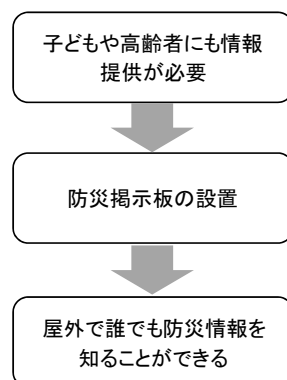 子どもや高齢者にも情報
提供が必要
防災掲示板の設置
屋外で誰でも防災情報を
知ることができる